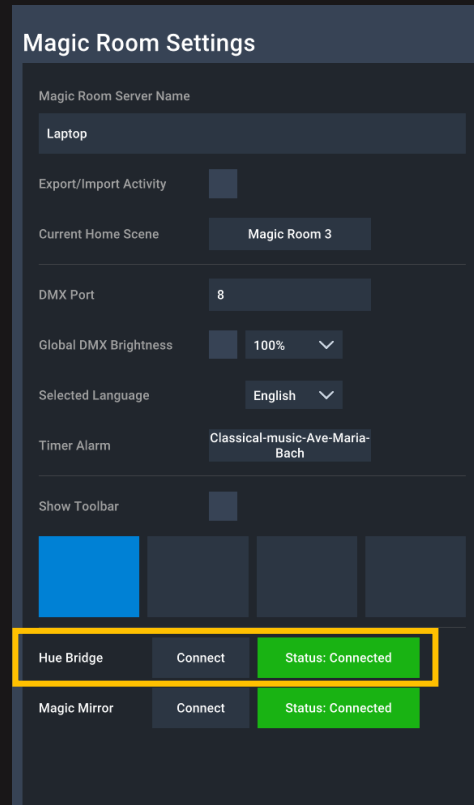 Magic Room Settings
Magic Room Server Name
Laptop
Export/Import Activity
Current Home Scene Magic Room 3
DMX Port 8
Global DMX Brightness 100%
Selected Language English
Timer Alarm Classical-music-Ave-Maria-
Bach
Show Toolbar
Hue Bridge Connect Status: Connected
Magic Mirror Connect Status: Connected